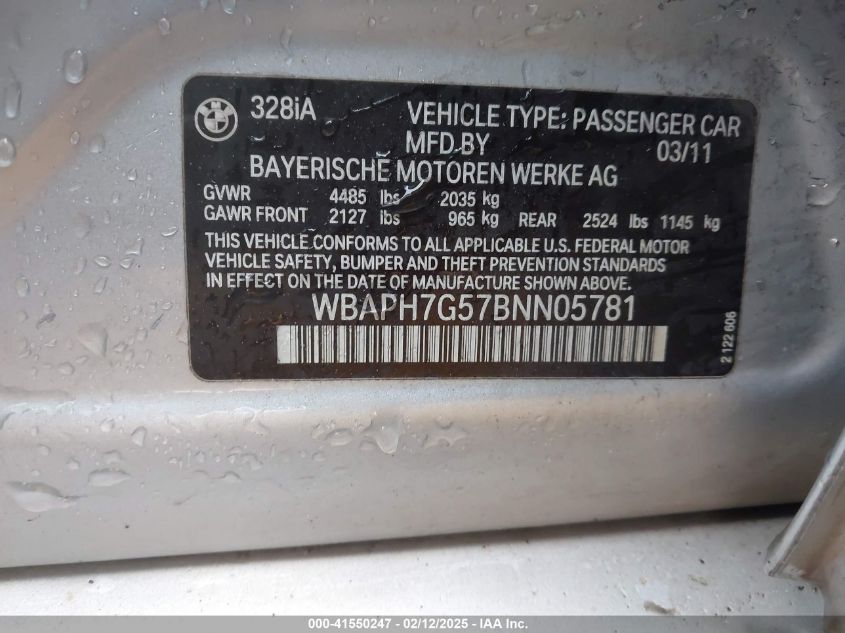 328iA VEHICLE TYPE: PASSENGER CAR
MFD.BY 03/11
BAYERISCHE MOTOREN WERKE AG
GVWR 4485 lbs 2035 kg
GAWR FRONT 2127 lbs 965 kg REAR 2524 lbs 1145 kg
THIS VEHICLE CONFORMS TO ALL APPLICABLE U.S. FEDERAL MOTOR
VEHICLE SAFETY, BUMPER AND THEFT PREVENTION STANDARDS
IN EFFECT ON THE DATE OF MANUFACTURE SHOWN ABOVE.
WBAPH7G57BNN05781
2 122 606
© - 41550247 - 02/12/2025 - IAA Inc.